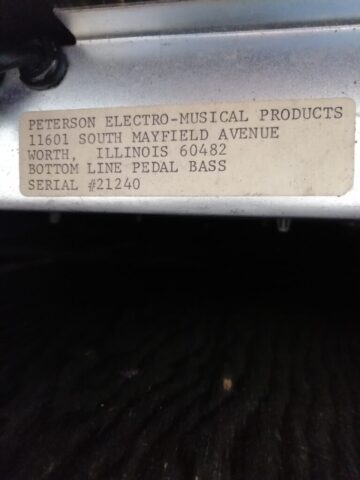 PETERSON ELECTRO-MUSICAL PRODUCTS
11601 SOUTH MAYFIELD AVENUE
WORTH, ILLINOIS 60482
BOTTOM LINE PEDAL BASS
SERIAL #21240